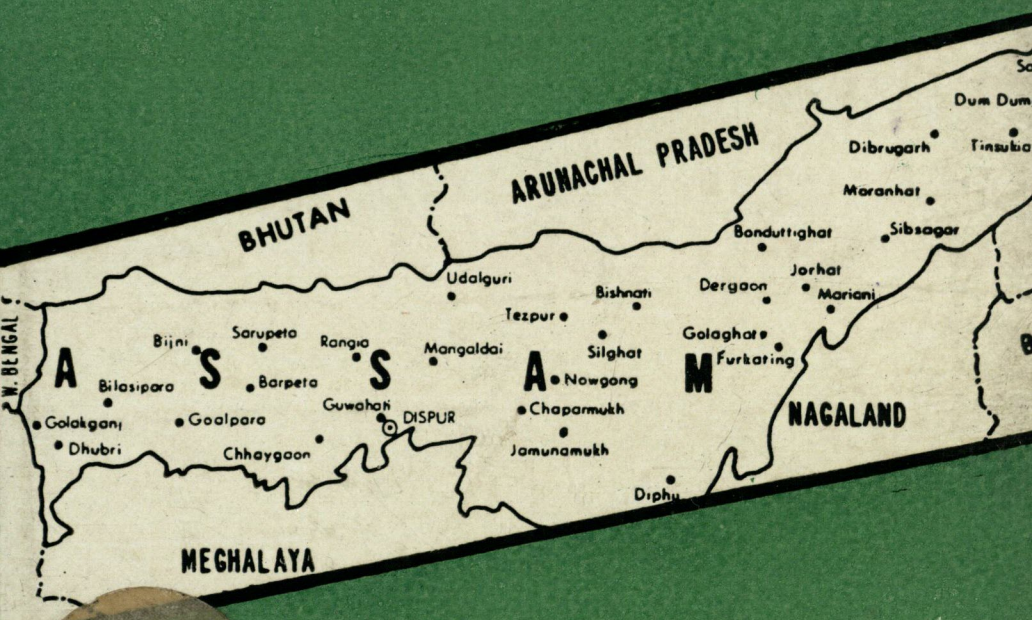 Dum Dum
Dibrugarh
Tinsukia
ARUNACHAL PRADESH
Moranhat
BHUTAN
Bonduttighat
Sibsagar
Udalguri
Jorhat
Bishnati
Dergaon
Mariani
W. BENGAL
Tezpur
Bijni
Sarupeta
Rangia
Golaghat
Silghat
Mangaldai
Furkating
A S S A M
Bilasipara
Barpeta
Nowgong
Guwahati
Chaparmukh
NAGALAND
Golakganj
Goalpara
DISPUR
Dhubri
Chhaygaon
Jamunamukh
Diphu
MEGHALAYA